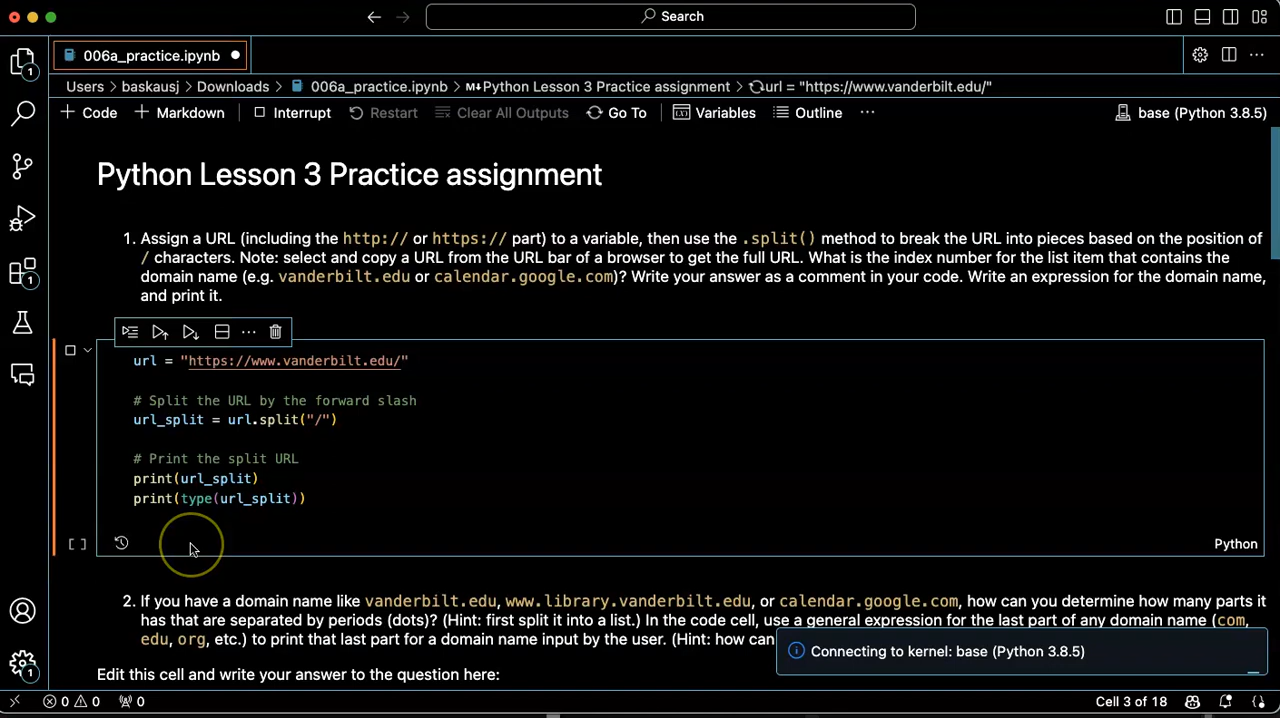 Search
006a_practice.ipynb
Users > baskausj > Downloads > 006a_practice.ipynb > M↓Python Lesson 3 Practice assignment > url = "https://www.vanderbilt.edu/"
+ Code + Markdown Interrupt Restart Clear All Outputs Go To Variables Outline ··· base (Python 3.8.5)
Python Lesson 3 Practice assignment
1. Assign a URL (including the http:// or https:// part) to a variable, then use the .split() method to break the URL into pieces based on the position of
/ characters. Note: select and copy a URL from the URL bar of a browser to get the full URL. What is the index number for the list item that contains the
domain name (e.g. vanderbilt.edu or calendar.google.com)? Write your answer as a comment in your code. Write an expression for the domain name,
and print it.
url = "https://www.vanderbilt.edu/"
# Split the URL by the forward slash
url_split = url.split("/")
# Print the split URL
print(url_split)
print(type(url_split))
[ ]
Python
2. If you have a domain name like vanderbilt.edu, www.library.vanderbilt.edu, or calendar.google.com, how can you determine how many parts it
has that are separated by periods (dots)? (Hint: first split it into a list.) In the code cell, use a general expression for the last part of any domain name (com,
edu, org, etc.) to print that last part for a domain name input by the user. (Hint: how can
Connecting to kernel: base (Python 3.8.5)
Edit this cell and write your answer to the question here:
1
1
1
0 0 0 Cell 3 of 18